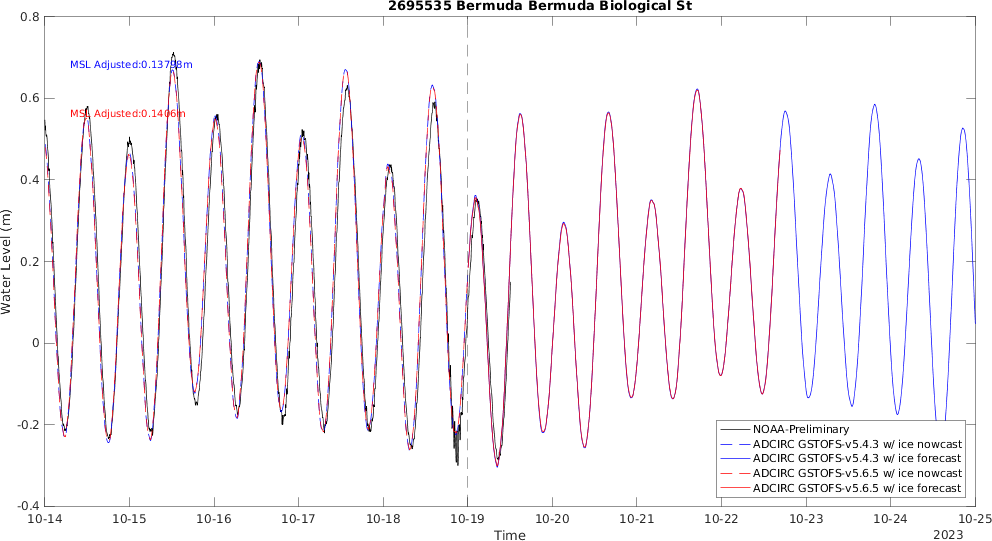 2695535 Bermuda Bermuda Biological St
0.8
MSL Adjusted:0.13798m
0.6
MSL Adjusted:0.1406m
0.4
0.2
0
-0.2
-0.4
Water Level (m)
NOAA-Preliminary
ADCIRC GSTOFS-v5.4.3 w/ ice nowcast
ADCIRC GSTOFS-v5.4.3 w/ ice forecast
ADCIRC GSTOFS-v5.6.5 w/ ice nowcast
ADCIRC GSTOFS-v5.6.5 w/ ice forecast
10-14 10-15 10-16 10-17 10-18 10-19 10-20 10-21 10-22 10-23 10-24 10-25
Time
2023